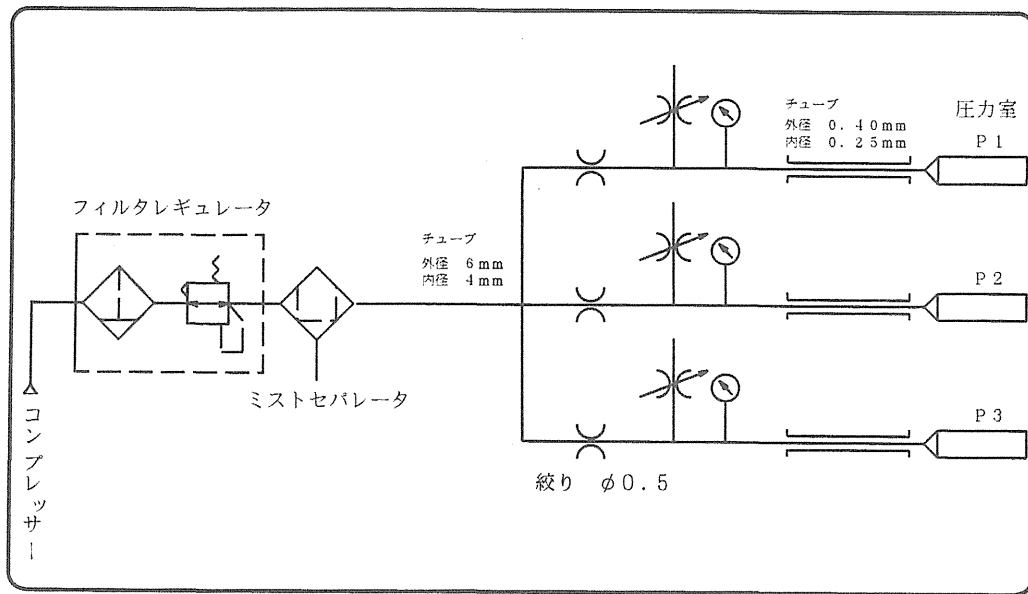 チューブ
外径 0.40mm
内径 0.25mm
圧力室
P1
フィルタレギュレータ
チューブ
外径 6mm
内径 4mm
P2
ミストセパレータ
コンプレッサー
P3
絞り φ0.5